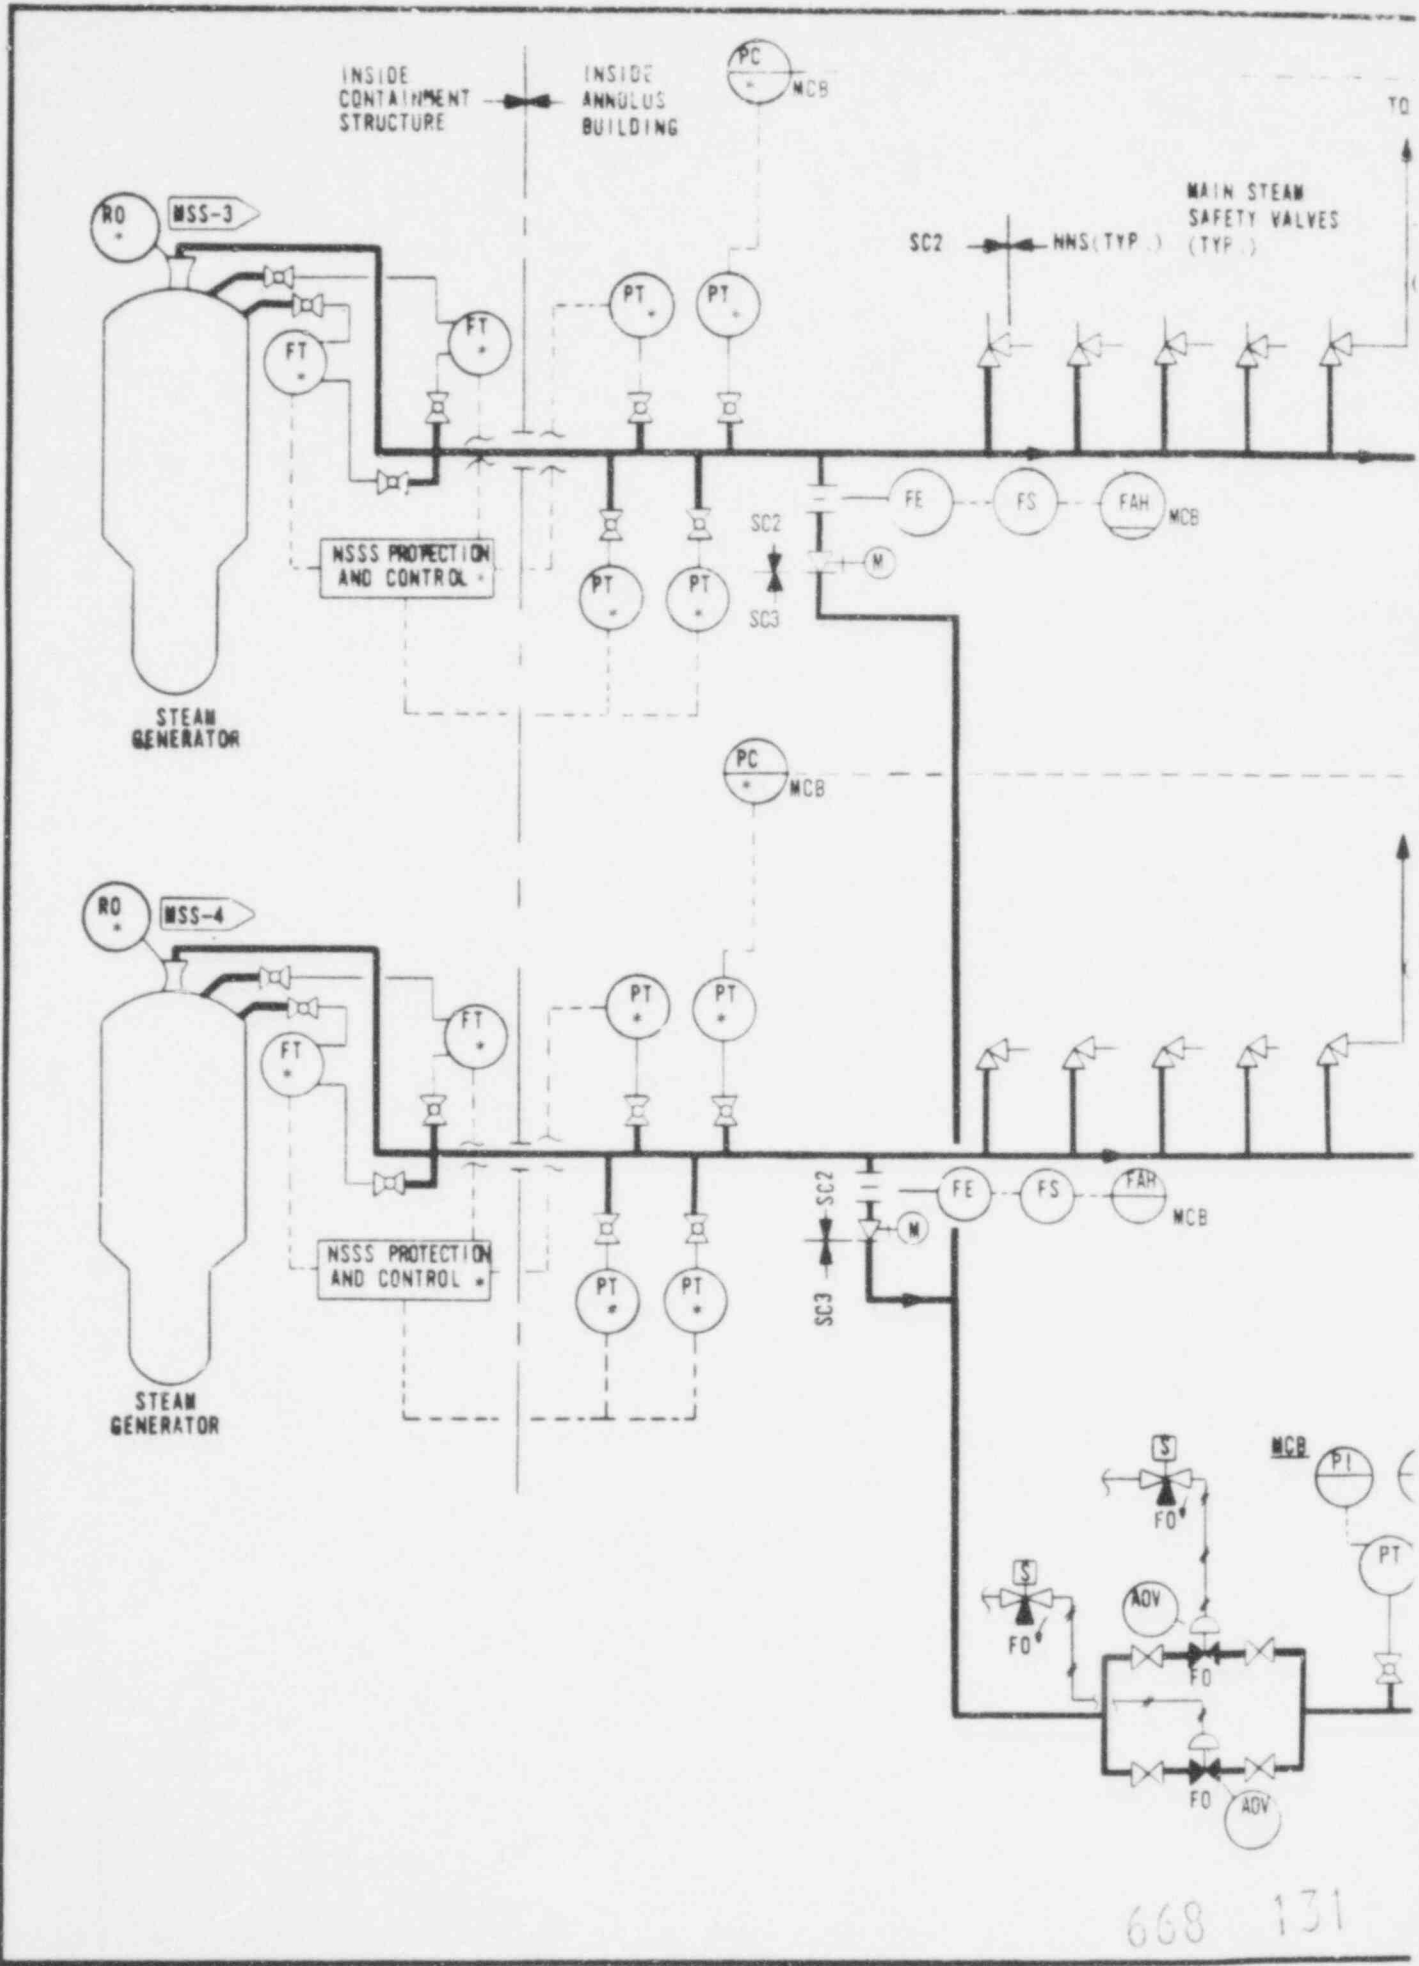 INSIDE
CONTAINMENT
STRUCTURE
INSIDE
ANNULUS
BUILDING
PC
*
MCB
TO
RO
*
MSS-3
MAIN STEAM
SAFETY VALVES
(TYP.)
SC2
NNS(TYP.)
FT
*
FT
*
PT
*
PT
*
FE
FS
FAH
MCB
SC2
M
SC3
NSSS PROTECTION
AND CONTROL *
PT
*
PT
*
STEAM
GENERATOR
PC
*
MCB
RO
*
MSS-4
FT
*
FT
*
PT
*
PT
*
FE
FS
FAH
MCB
SC2
M
SC3
NSSS PROTECTION
AND CONTROL *
PT
*
PT
*
STEAM
GENERATOR
S
FO
MCB
PI
PT
S
FO
AOV
FO
FO
AOV
668 131